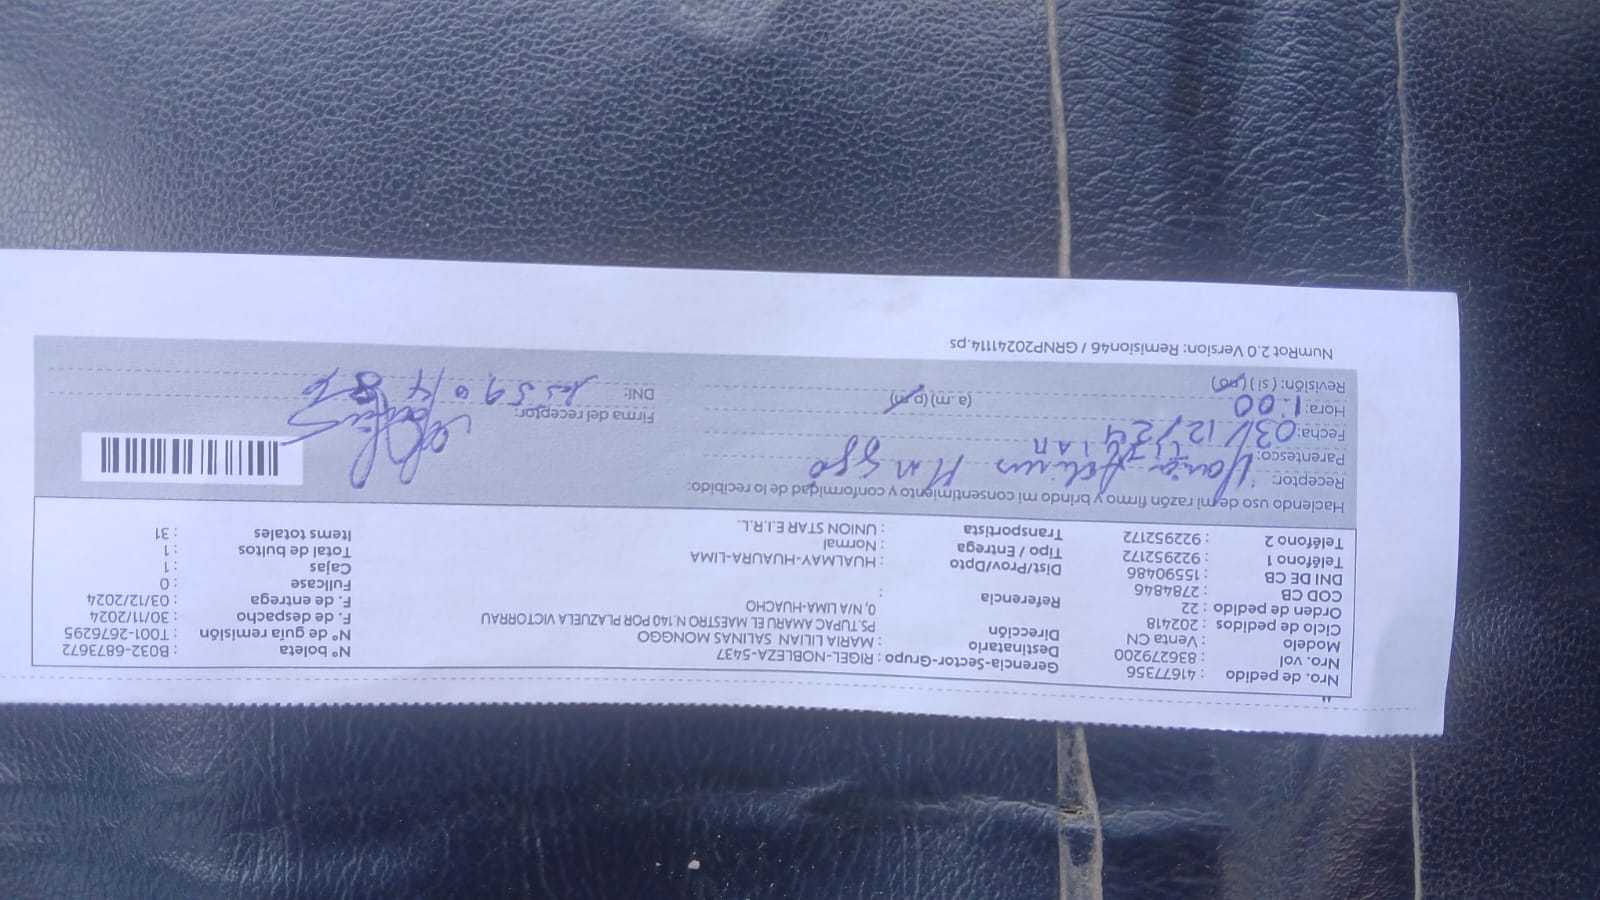 Nro. de pedido : 41677356 Gerencia-Sector-Grupo : RIGEL-NOBLEZA-5437 Nº boleta : B032-6873672
Nro. vol. : 836279200 Destinatario : MARIA LILIAN SALINAS MONGGO Nº de guía remisión : T001-2676295
Modelo : Venta CN Dirección PS.TUPAC AMARU EL MAESTRO N.140 POR PLAZUELA VICTORRAU F. de despacho : 30/11/2024
Ciclo de pedidos : 202418 0, N/A LIMA-HUACHO F. de entrega : 03/12/2024
Orden de pedido : 22 Referencia : Fullcase : 0
COD CB : 2784846 Dist/Prov/Dpto : HUALMAY-HUAURA-LIMA Cajas : 1
DNI DE CB : 15590486 Tipo / Entrega : Normal Total de bultos : 1
Teléfono 1 : 922952172 Transportista : UNION STAR E.I.R.L. Items totales : 31
Teléfono 2 : 922952172
Haciendo uso de mi razón firmo y brindo mi consentimiento y conformidad de lo recibido:
Receptor:
Parentesco:
Fecha: 03/12/24 Firma del receptor:
Hora: 1:00 (a.m) (p.m) DNI:
Revisión: (si) (no)
NumRot 2.0 Version: Remision46 / GRNP20241114.ps